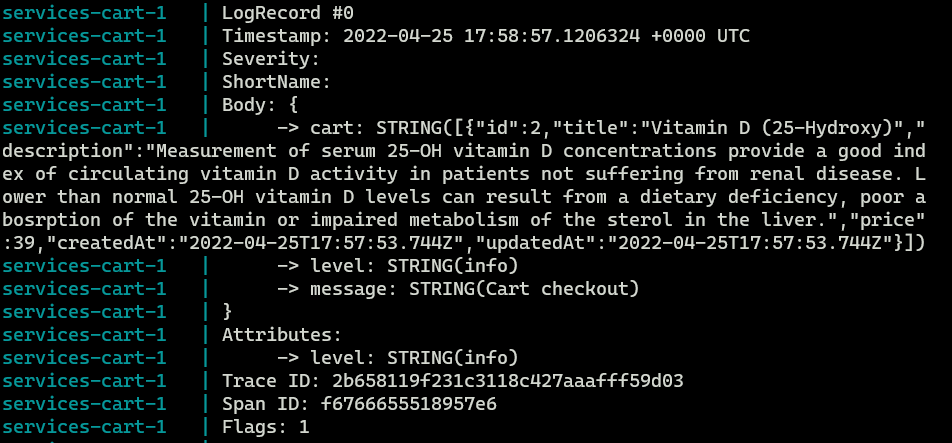 services-cart-1   | LogRecord #0
services-cart-1   | Timestamp: 2022-04-25 17:58:57.1206324 +0000 UTC
services-cart-1   | Severity:
services-cart-1   | ShortName:
services-cart-1   | Body: {
services-cart-1   |      -> cart: STRING([{"id":2,"title":"Vitamin D (25-Hydroxy)","
description":"Measurement of serum 25-OH vitamin D concentrations provide a good ind
ex of circulating vitamin D activity in patients not suffering from renal disease. L
ower than normal 25-OH vitamin D levels can result from a dietary deficiency, poor a
bosrption of the vitamin or impaired metabolism of the sterol in the liver.","price"
:39,"createdAt":"2022-04-25T17:57:53.744Z","updatedAt":"2022-04-25T17:57:53.744Z"}])
services-cart-1   |      -> level: STRING(info)
services-cart-1   |      -> message: STRING(Cart checkout)
services-cart-1   | }
services-cart-1   | Attributes:
services-cart-1   |      -> level: STRING(info)
services-cart-1   | Trace ID: 2b658119f231c3118c427aaafff59d03
services-cart-1   | Span ID: f6766655518957e6
services-cart-1   | Flags: 1
services-cart-1   |